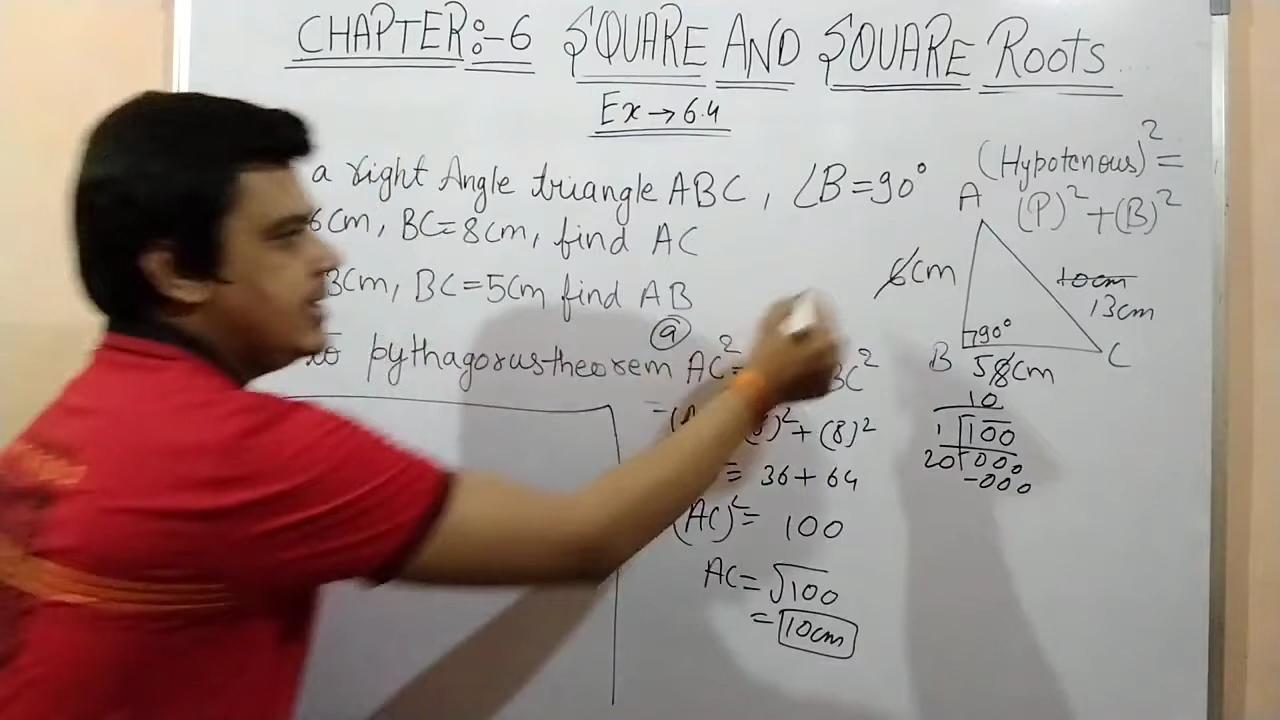 CHAPTER:-6 SQUARE AND SQUARE Roots
Ex → 6.4
a right Angle triangle ABC, ∠B=90°
6cm, BC=8cm, find AC
3cm, BC=5cm find AB
pythagorus theorem
(a)
AC²=
BC²
)²+(8)²
= 36+64
(AC)²= 100
AC=√100
= 10cm
(Hypotenous)²=
(P)²+(B)²
A
6cm
10cm
13cm
90°
B
58cm
C
10
1 100
20 000
-000